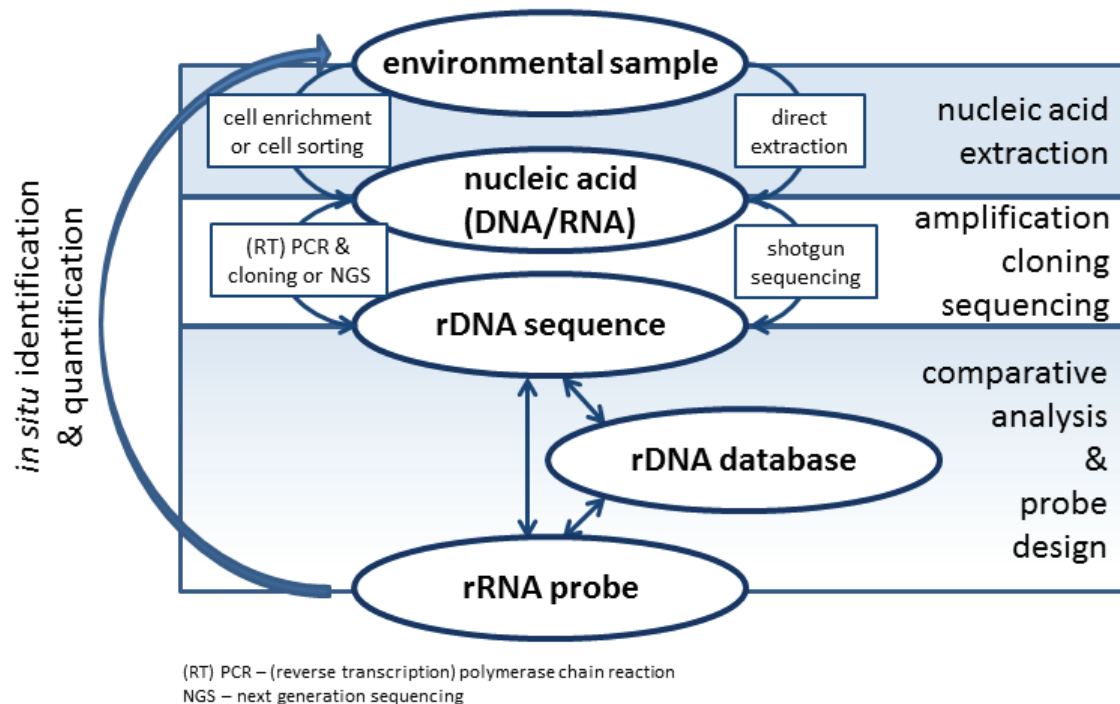 environmental sample
cell enrichment
or cell sorting
direct
extraction
nucleic acid
extraction
nucleic acid
(DNA/RNA)
(RT) PCR &
cloning or NGS
shotgun
sequencing
amplification
cloning
sequencing
rDNA sequence
comparative
analysis
&
probe
design
rDNA database
rRNA probe
in situ identification
& quantification
(RT) PCR – (reverse transcription) polymerase chain reaction
NGS – next generation sequencing